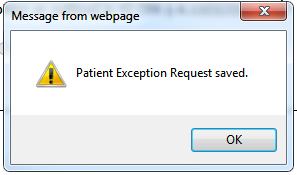 Message from webpage
Patient Exception Request saved.
OK